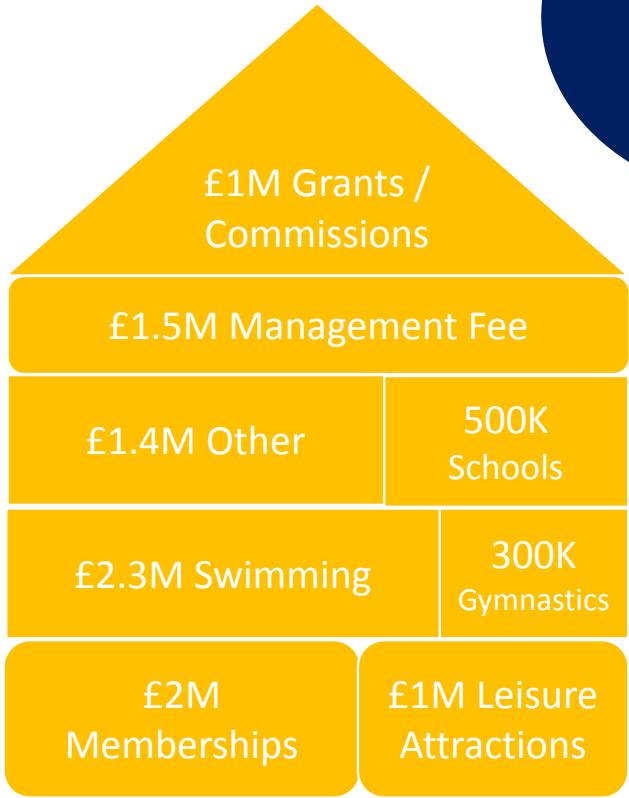 £1M Grants /
Commissions
£1.5M Management Fee
£1.4M Other
500K
Schools
£2.3M Swimming
300K
Gymnastics
£2M
Memberships
£1M Leisure
Attractions